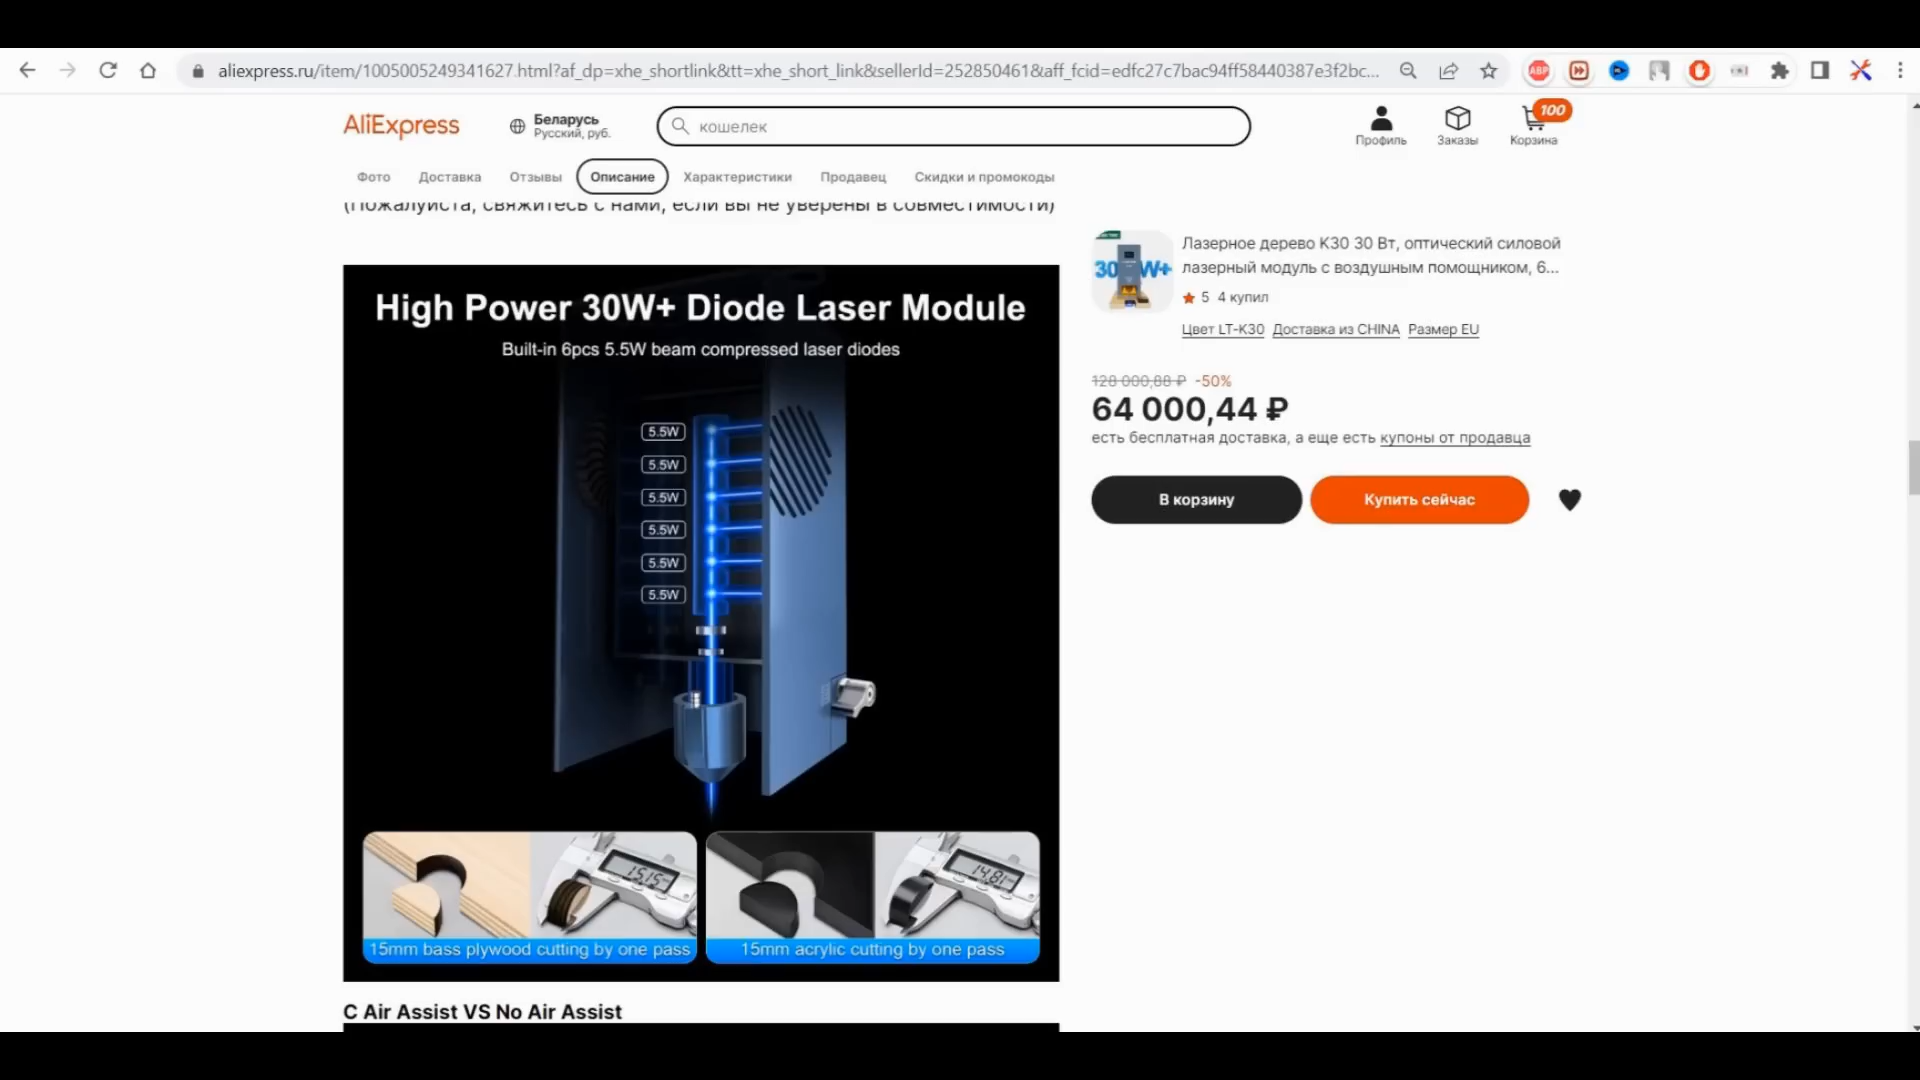 aliexpress.ru/item/1005005249341627.html?af_dp=xhe_shortlink&tt=xhe_short_link&sellerId=252850461&aff_fcid=edfc27c7bac94ff58440387e3f2bc...
ABP
AliExpress
Беларусь
Русский, руб.
кошелек
Профиль
Заказы
100
Корзина
Фото Доставка Отзывы Описание Характеристики Продавец Скидки и промокоды
(Пожалуйста, свяжитесь с нами, если вы не уверены в совместимости)
High Power 30W+ Diode Laser Module
Built-in 6pcs 5.5W beam compressed laser diodes
5.5W
5.5W
5.5W
5.5W
5.5W
5.5W
15.15
14.81
15mm bass plywood cutting by one pass
15mm acrylic cutting by one pass
С Air Assist VS No Air Assist
Лазерное дерево K30 30 Вт, оптический силовой
лазерный модуль с воздушным помощником, 6...
5 4 купил
Цвет LT-K30 Доставка из CHINA Размер EU
128 000,88 ₽ -50%
64 000,44 ₽
есть бесплатная доставка, а еще есть купоны от продавца
В корзину
Купить сейчас